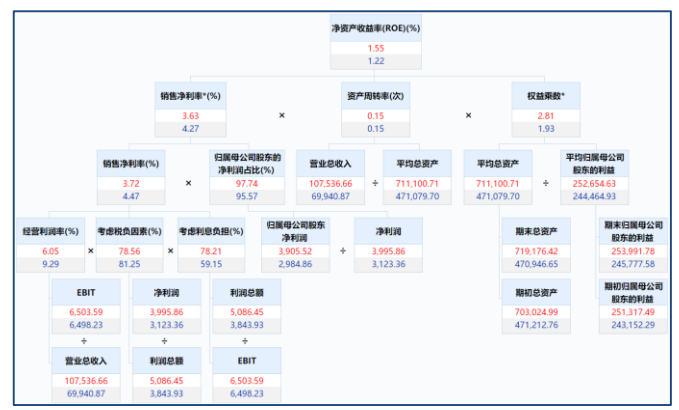 净资产收益率(ROE)(%)
1.55
1.22
销售净利率*(%)
3.63
4.27
×
资产周转率(次)
0.15
0.15
×
权益乘数*
2.81
1.93
销售净利率(%)
3.72
4.47
×
归属母公司股东的
净利润占比(%)
97.74
95.57
营业总收入
107,536.66
69,940.87
÷
平均总资产
711,100.71
471,079.70
平均总资产
711,100.71
471,079.70
÷
平均归属母公司
股东的利益
252,654.63
244,464.93
经营利润率(%)
6.05
9.29
×
考虑税负因素(%)
78.56
81.25
×
考虑利息负担(%)
78.21
59.15
归属母公司股东
净利润
3,905.52
2,984.86
÷
净利润
3,995.86
3,123.36
期末总资产
719,176.42
470,946.65
期末归属母公司
股东的利益
253,991.78
245,777.58
EBIT
6,503.59
6,498.23
÷
净利润
3,995.86
3,123.36
÷
利润总额
5,086.45
3,843.93
÷
期初总资产
703,024.99
471,212.76
期初归属母公司
股东的利益
251,317.49
243,152.29
营业总收入
107,536.66
69,940.87
利润总额
5,086.45
3,843.93
EBIT
6,503.59
6,498.23